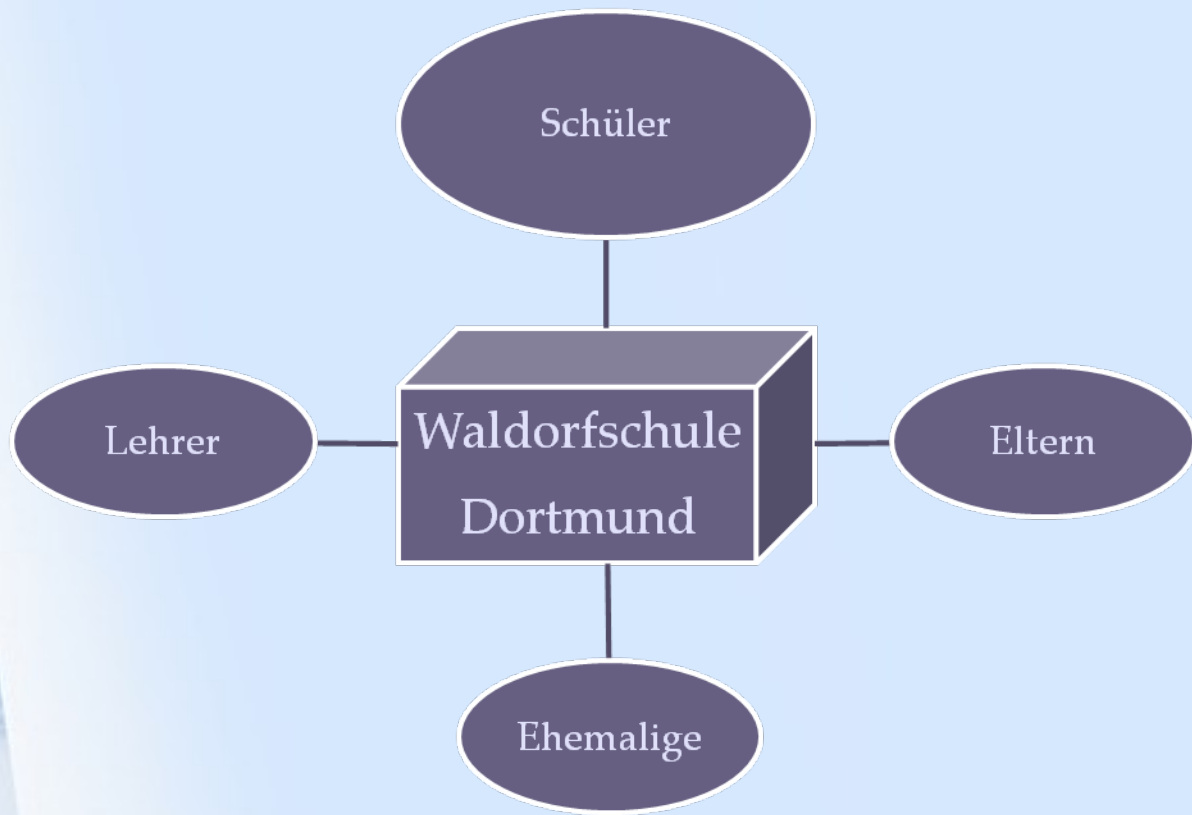 Schüler
Lehrer
Waldorfschule
Dortmund
Eltern
Ehemalige